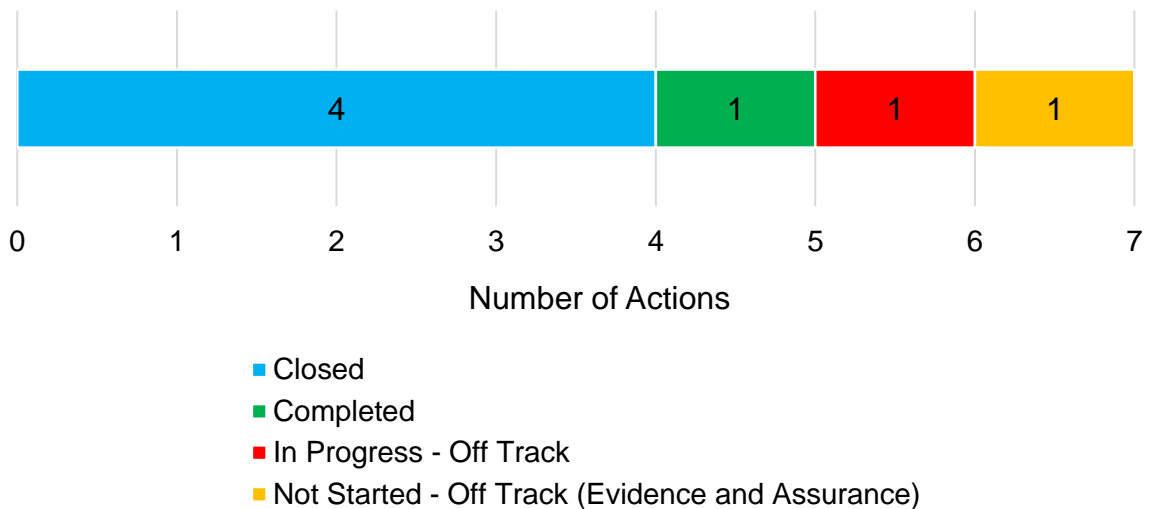 4 1 1 1
0 1 2 3 4 5 6 7
Number of Actions
Closed
Completed
In Progress - Off Track
Not Started - Off Track (Evidence and Assurance)